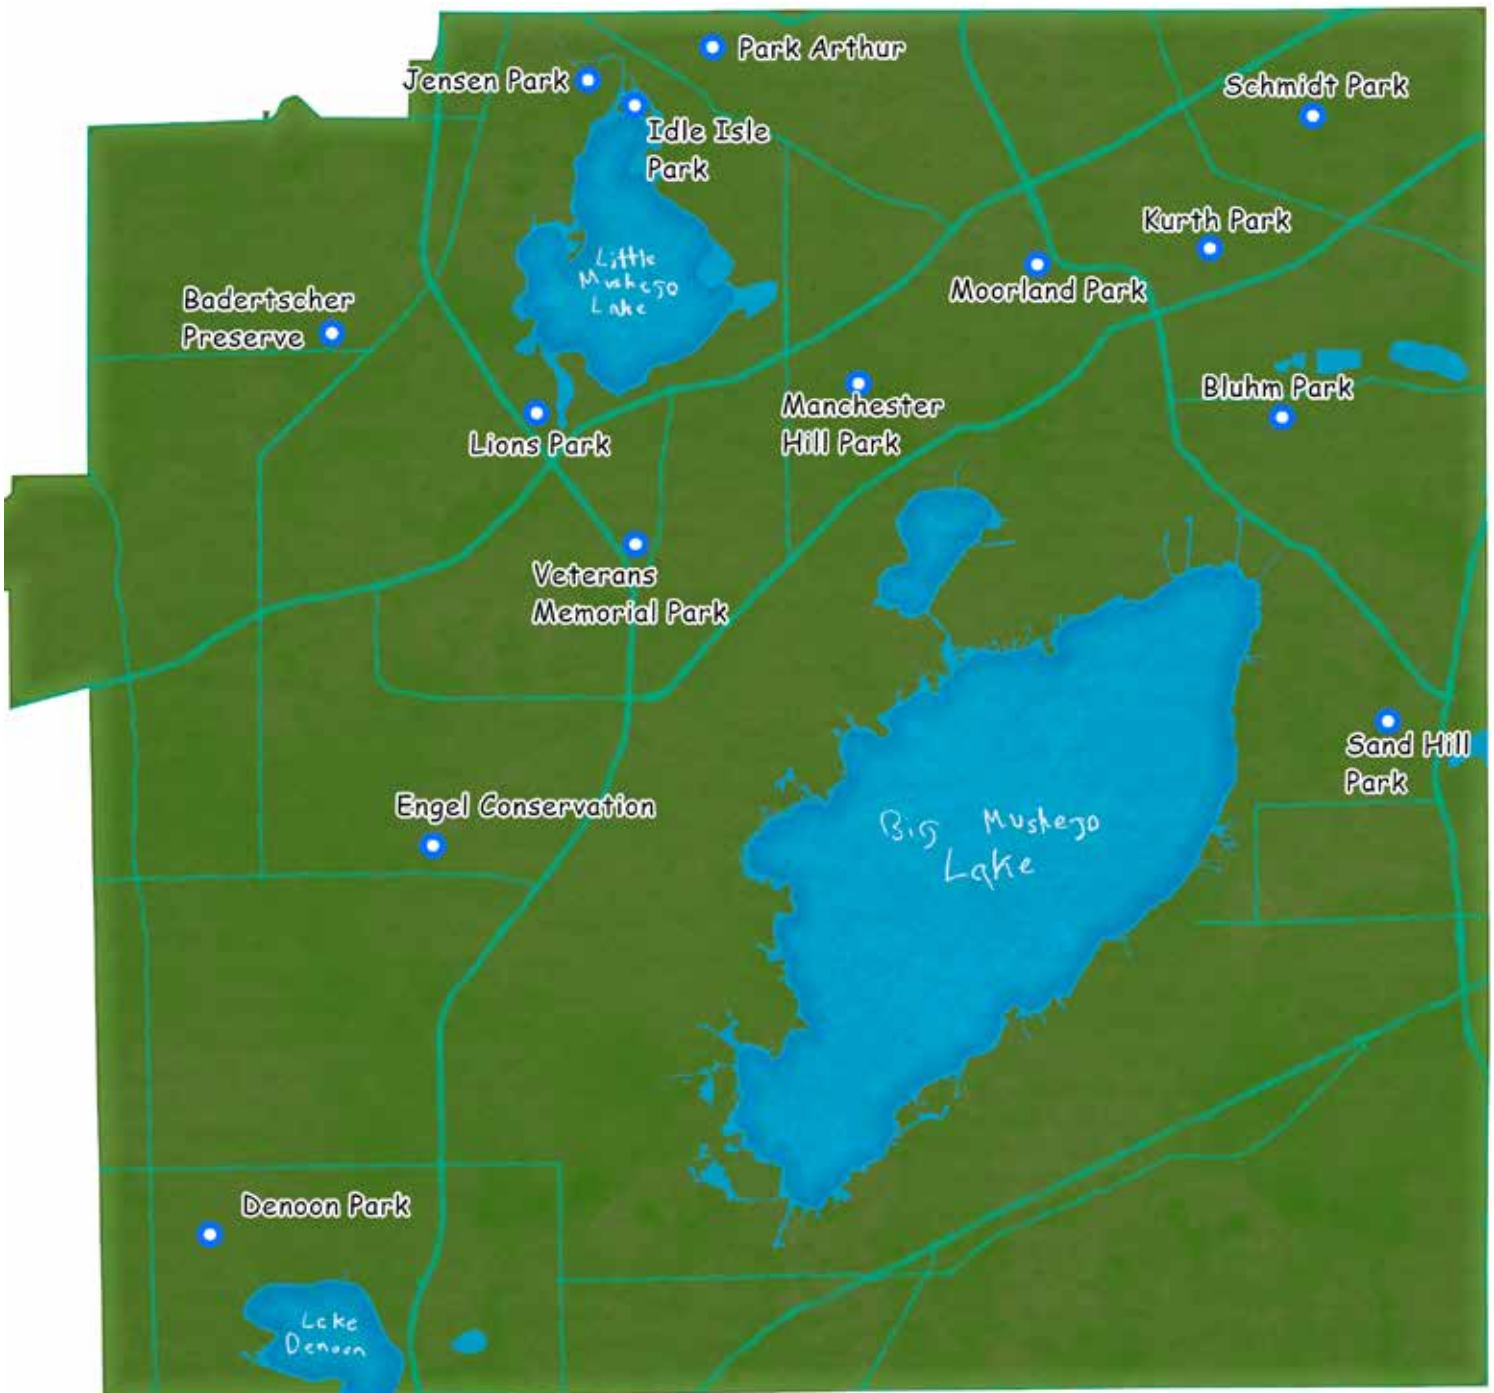 Park Arthur
Jensen Park
Schmidt Park
Idle Isle
Park
Kurth Park
Little
Muskego
Lake
Moorland Park
Badertscher
Preserve
Bluhm Park
Manchester
Hill Park
Lions Park
Veterans
Memorial Park
Sand Hill
Park
Engel Conservation
Big Muskego
Lake
Denoon Park
Lake
Denoon